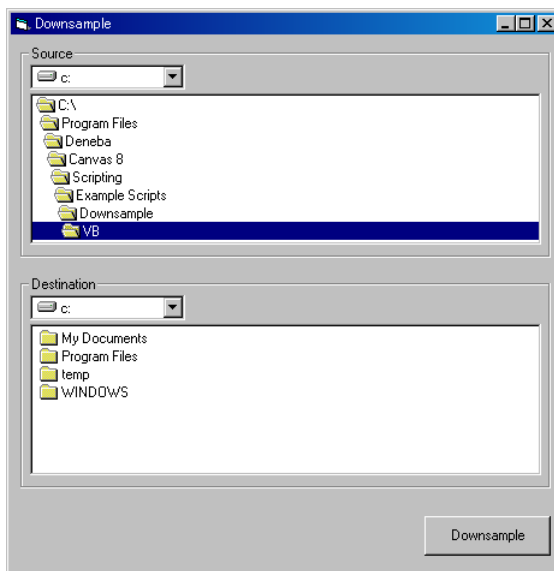 Downsample
Source
c:
C:\
Program Files
Deneba
Canvas 8
Scripting
Example Scripts
Downsample
VB
Destination
c:
My Documents
Program Files
temp
WINDOWS
Downsample